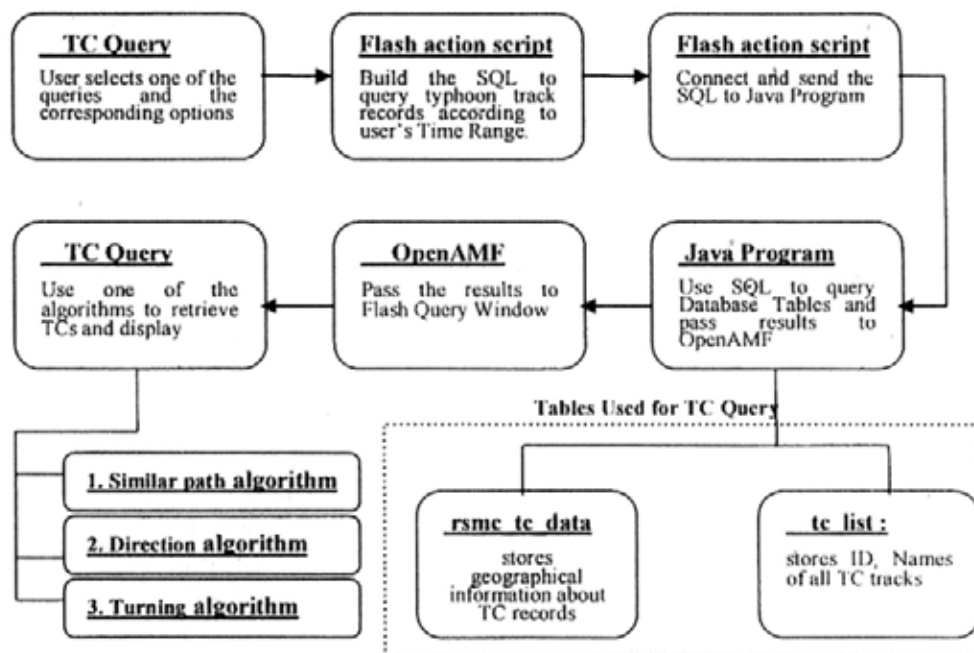 TC Query
User selects one of the
queries and the
corresponding options
Flash action script
Build the SQL to
query typhoon track
records according to
user's Time Range.
Flash action script
Connect and send the
SQL to Java Program
TC Query
Use one of the
algorithms to retrieve
TCs and display
OpenAMF
Pass the results to
Flash Query Window
Java Program
Use SQL to query
Database Tables and
pass results to
OpenAMF
Tables Used for TC Query
1. Similar path algorithm
2. Direction algorithm
3. Turning algorithm
rsmc_tc_data
stores
geographical
information about
TC records
tc_list :
stores ID, Names
of all TC tracks